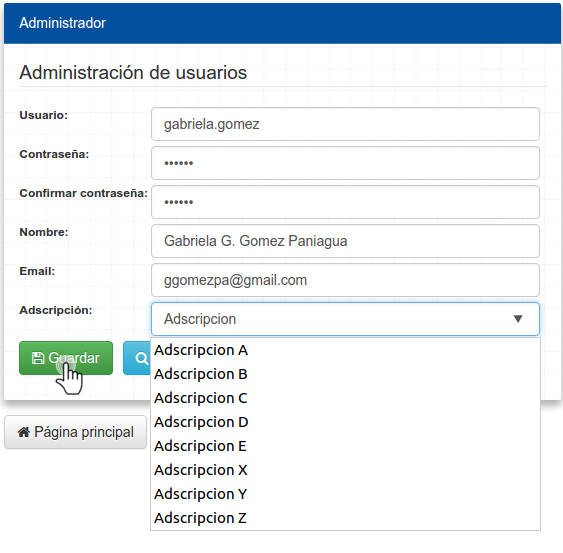 Administrador
Administración de usuarios
Usuario: gabriela.gomez
Contraseña: ••••••
Confirmar contraseña: ••••••
Nombre: Gabriela G. Gomez Paniagua
Email: ggomezpa@gmail.com
Adscripción: Adscripcion
Guardar
Adscripcion A
Adscripcion B
Adscripcion C
Adscripcion D
Adscripcion E
Adscripcion X
Adscripcion Y
Adscripcion Z
Página principal